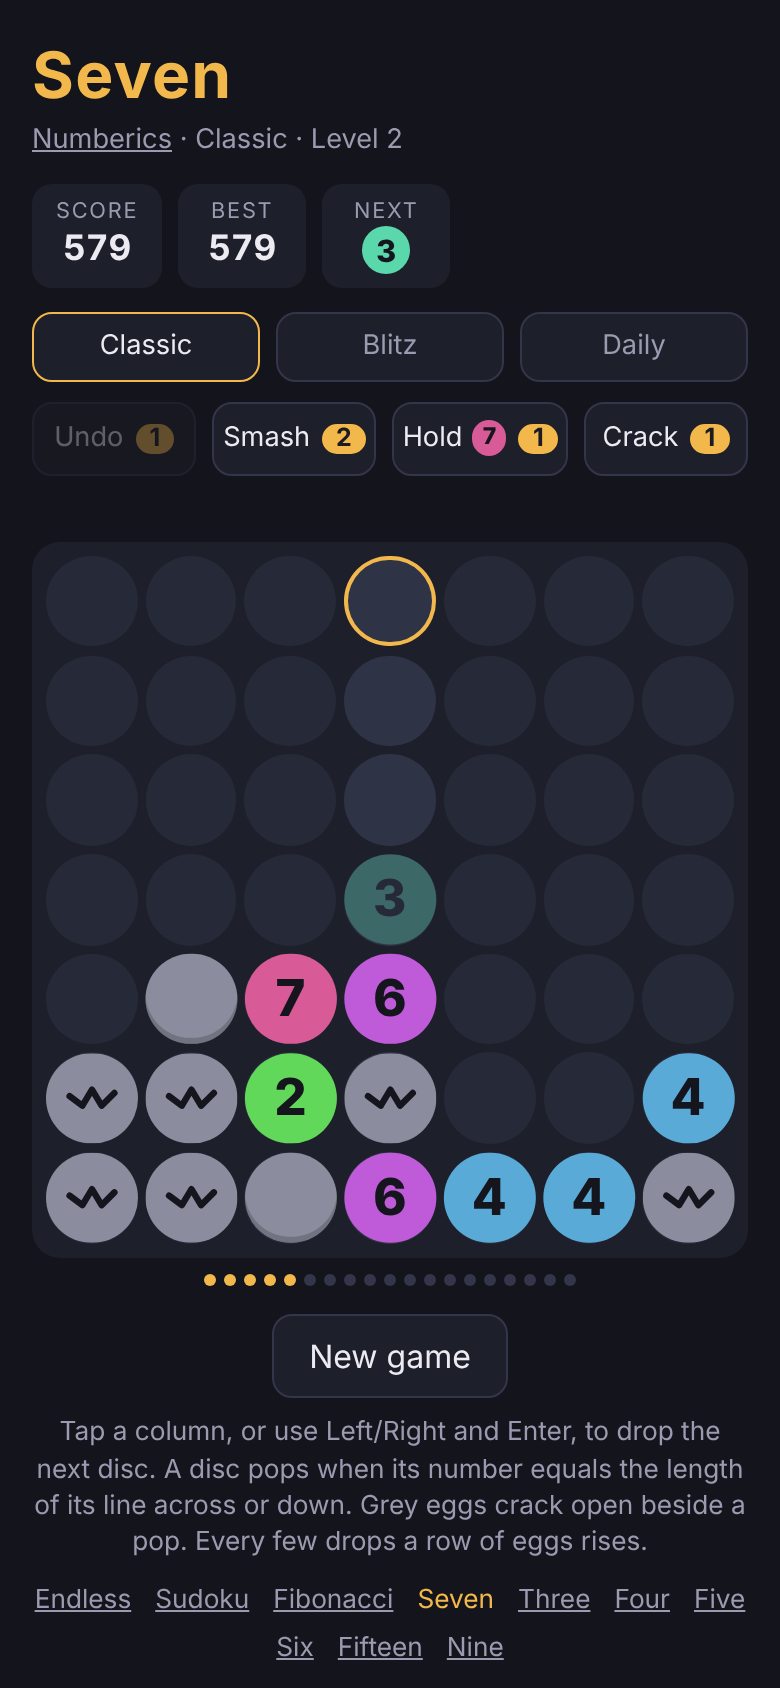 Seven
Numberics · Classic · Level 2
SCORE BEST NEXT
579 579 3
Classic Blitz Daily
Undo 1 Smash 2 Hold 7 1 Crack 1
3
7 6
2 4
6 4 4
New game
Tap a column, or use Left/Right and Enter, to drop the
next disc. A disc pops when its number equals the length
of its line across or down. Grey eggs crack open beside a
pop. Every few drops a row of eggs rises.
Endless Sudoku Fibonacci Seven Three Four Five
Six Fifteen Nine